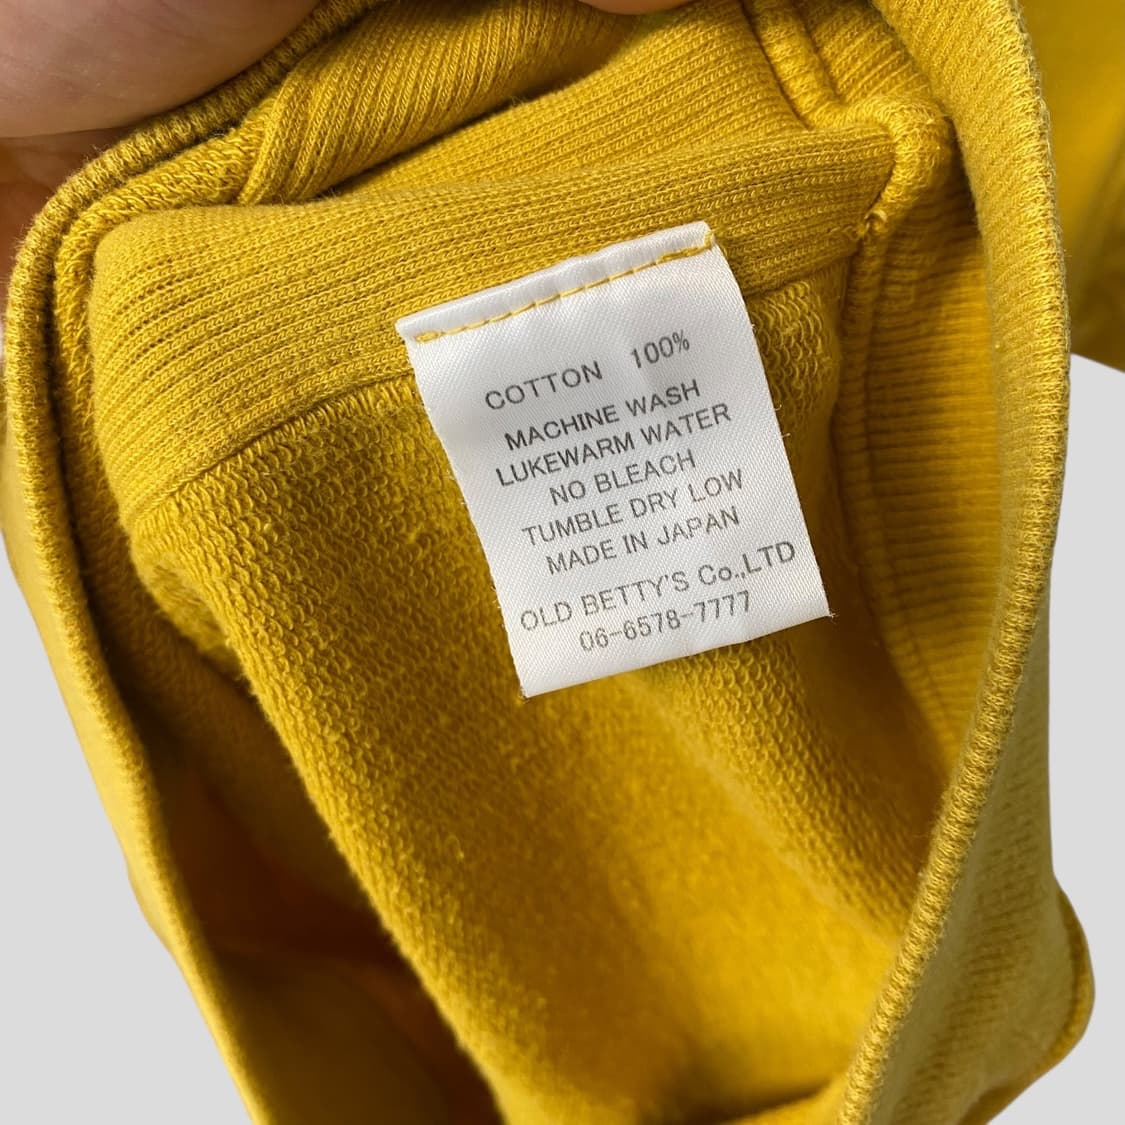 COTTON 100%
MACHINE WASH
LUKEWARM WATER
NO BLEACH
TUMBLE DRY LOW
MADE IN JAPAN
OLD BETTY'S Co.,LTD
06-6578-7777